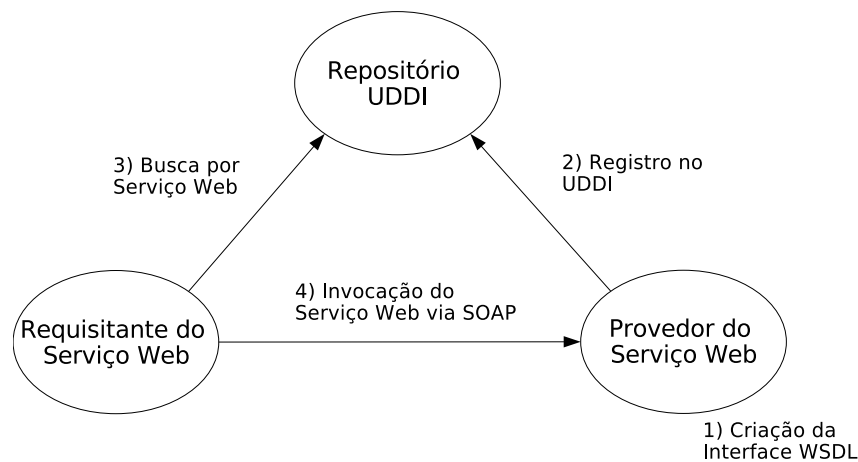 Repositório
UDDI
3) Busca por
Serviço Web
2) Registro no
UDDI
4) Invocação do
Serviço Web via SOAP
Requisitante do
Serviço Web
Provedor do
Serviço Web
1) Criação da
Interface WSDL